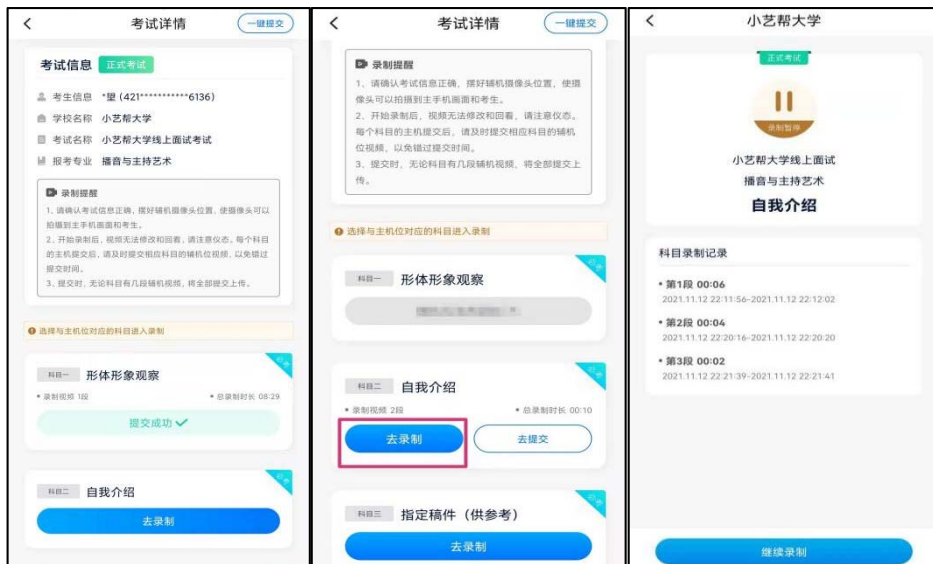 考试详情
一键提交
考试信息 正式考试
考生信息 *望 (421***********6136)
学校名称 小艺帮大学
考试名称 小艺帮大学线上面试考试
报考专业 播音与主持艺术
录制提醒
1、请确认考试信息正确，摆好辅机摄像头位置，使摄像头可以
拍摄到主手机画面和考生。
2、开始录制后，视频无法修改和回看，请注意仪态。每个科目
的主机提交后，请及时提交相应科目的辅机位视频，以免错过
提交时间。
3、提交时，无论科目有几段辅机视频，将全部提交上传。
选择与主机位对应的科目进入录制
必考
科目一 形体形象观察
• 录制视频 1段 • 总录制时长 08:29
提交成功
必考
科目二 自我介绍
去录制
考试详情
一键提交
录制提醒
1、请确认考试信息正确，摆好辅机摄像头位置，使摄
像头可以拍摄到主手机画面和考生。
2、开始录制后，视频无法修改和回看，请注意仪态。
每个科目的主机提交后，请及时提交相应科目的辅机
位视频，以免错过提交时间。
3、提交时，无论科目有几段辅机视频，将全部提交上
传。
选择与主机位对应的科目进入录制
必考
科目一 形体形象观察
必考
科目二 自我介绍
• 录制视频 2段 • 总录制时长 00:10
去录制 去提交
必考
科目三 指定稿件（供参考）
去录制
小艺帮大学
正式考试
录制暂停
小艺帮大学线上面试
播音与主持艺术
自我介绍
科目录制记录
• 第1段 00:06
2021.11.12 22:11:56-2021.11.12 22:12:02
• 第2段 00:04
2021.11.12 22:20:16-2021.11.12 22:20:20
• 第3段 00:02
2021.11.12 22:21:39-2021.11.12 22:21:41
继续录制